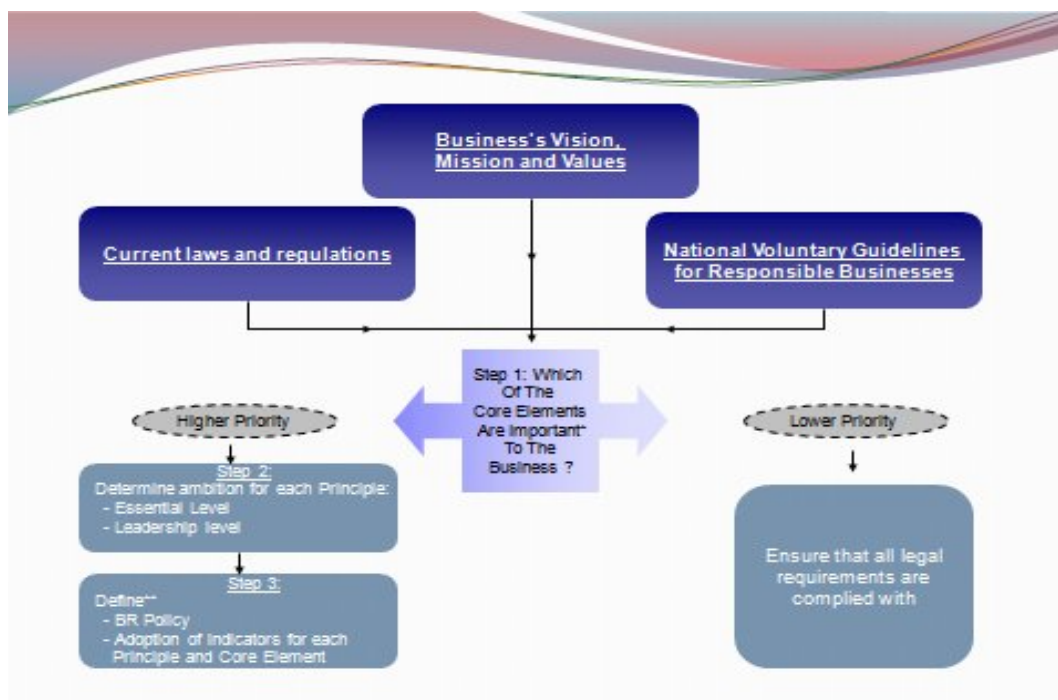 Business's Vision,
Mission and Values
Current laws and regulations
National Voluntary Guidelines
for Responsible Businesses
Step 1: Which
Of The
Core Elements
Are Important*
To The
Business ?
Higher Priority
Lower Priority
Step 2:
Determine ambition for each Principle:
- Essential Level
- Leadership level
Step 3:
Define**
- BR Policy
- Adoption of Indicators for each
Principle and Core Element
Ensure that all legal
requirements are
complied with